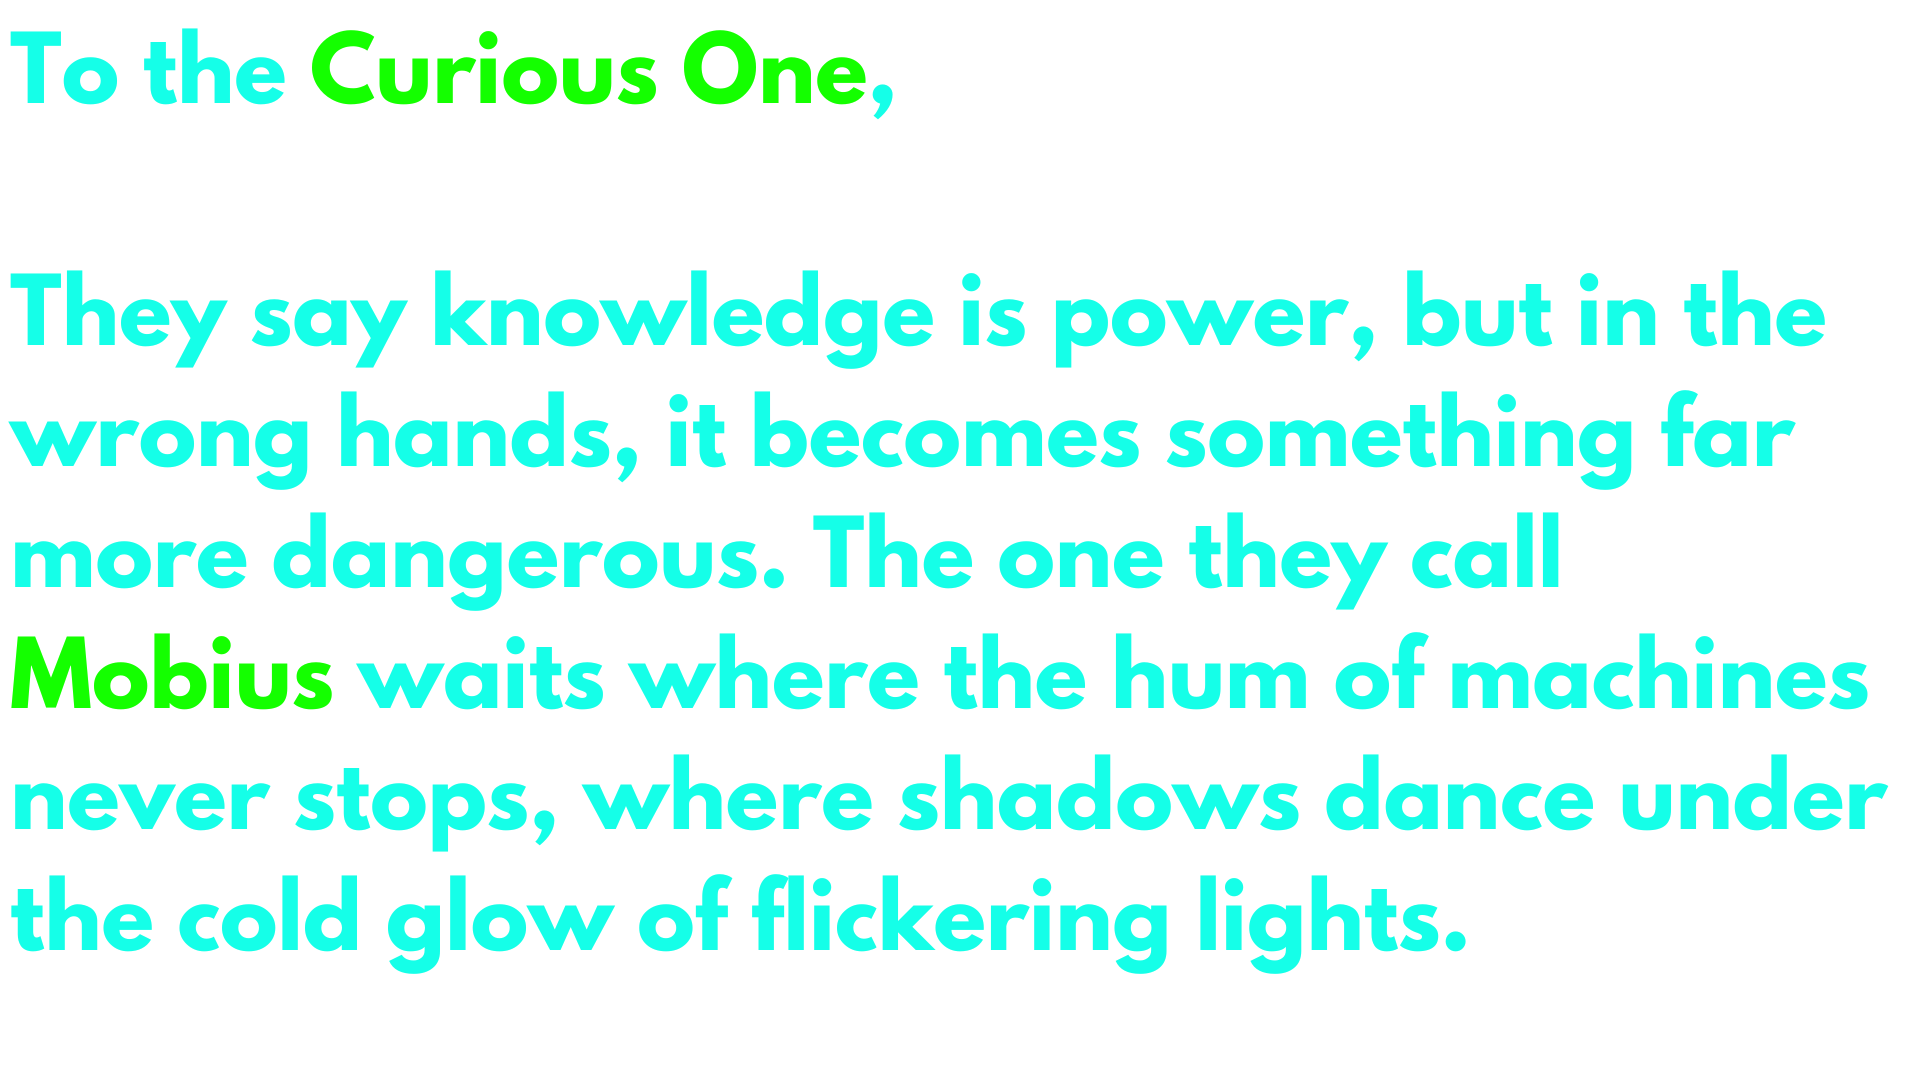 To the Curious One,
They say knowledge is power, but in the
wrong hands, it becomes something far
more dangerous. The one they call
Mobius waits where the hum of machines
never stops, where shadows dance under
the cold glow of flickering lights.